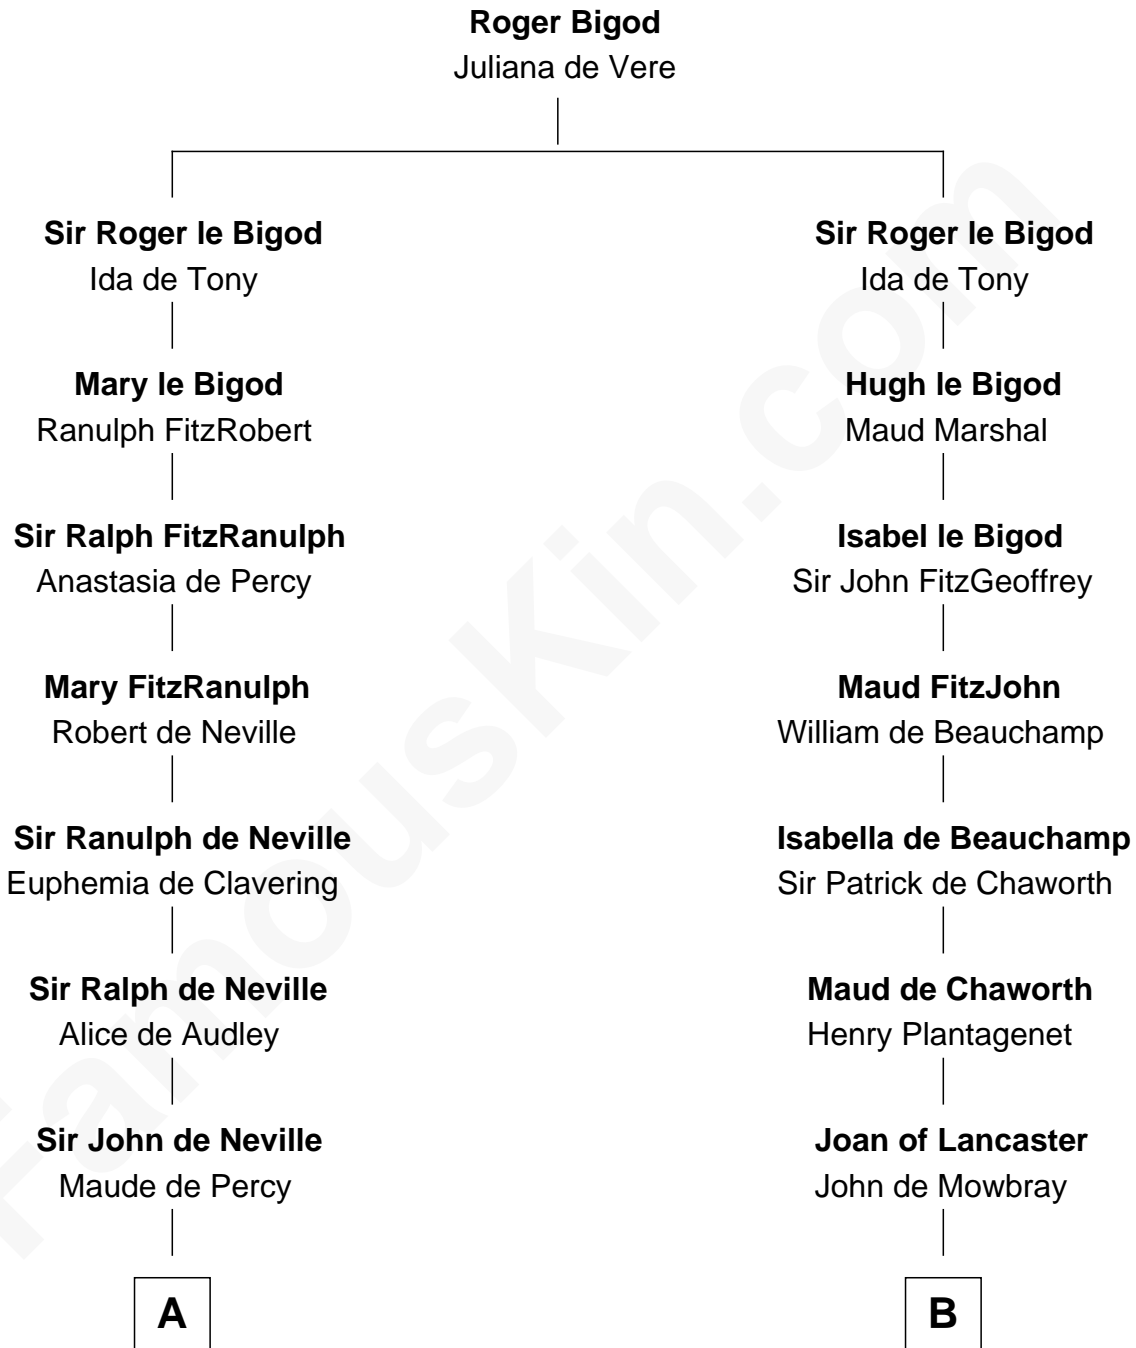 Roger Bigod
Juliana de Vere
Sir Roger le Bigod
Ida de Tony
Sir Roger le Bigod
Ida de Tony
Mary le Bigod
Ranulph FitzRobert
Hugh le Bigod
Maud Marshal
Sir Ralph FitzRanulph
Anastasia de Percy
Isabel le Bigod
Sir John FitzGeoffrey
Mary FitzRanulph
Robert de Neville
Maud FitzJohn
William de Beauchamp
Sir Ranulph de Neville
Euphemia de Clavering
Isabella de Beauchamp
Sir Patrick de Chaworth
Sir Ralph de Neville
Alice de Audley
Maud de Chaworth
Henry Plantagenet
Sir John de Neville
Maude de Percy
Joan of Lancaster
John de Mowbray
A
B
FamousKin.com